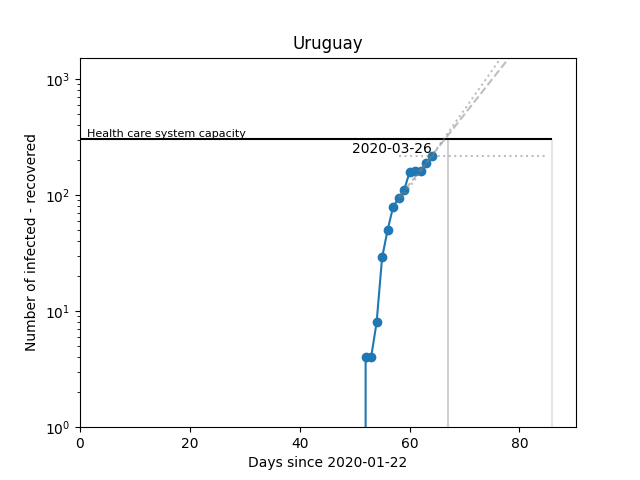 Uruguay
Number of infected - recovered
10³
10²
10¹
10⁰
Health care system capacity
2020-03-26
0 20 40 60 80
Days since 2020-01-22